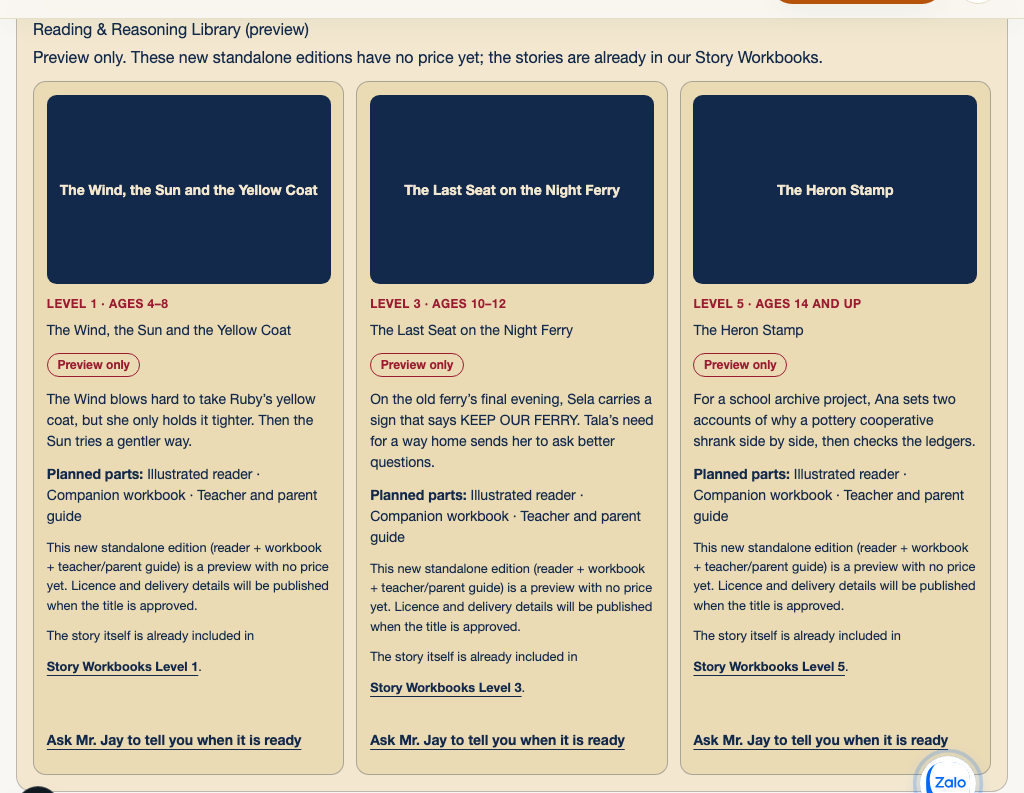 Reading & Reasoning Library (preview)
Preview only. These new standalone editions have no price yet; the stories are already in our Story Workbooks.
The Wind, the Sun and the Yellow Coat
LEVEL 1 · AGES 4–8
The Wind, the Sun and the Yellow Coat
Preview only
The Wind blows hard to take Ruby’s yellow
coat, but she only holds it tighter. Then the
Sun tries a gentler way.
Planned parts: Illustrated reader ·
Companion workbook · Teacher and parent
guide
This new standalone edition (reader + workbook
+ teacher/parent guide) is a preview with no price
yet. Licence and delivery details will be published
when the title is approved.
The story itself is already included in
Story Workbooks Level 1.
Ask Mr. Jay to tell you when it is ready
The Last Seat on the Night Ferry
LEVEL 3 · AGES 10–12
The Last Seat on the Night Ferry
Preview only
On the old ferry’s final evening, Sela carries a
sign that says KEEP OUR FERRY. Tala’s need
for a way home sends her to ask better
questions.
Planned parts: Illustrated reader ·
Companion workbook · Teacher and parent
guide
This new standalone edition (reader + workbook
+ teacher/parent guide) is a preview with no price
yet. Licence and delivery details will be published
when the title is approved.
The story itself is already included in
Story Workbooks Level 3.
Ask Mr. Jay to tell you when it is ready
The Heron Stamp
LEVEL 5 · AGES 14 AND UP
The Heron Stamp
Preview only
For a school archive project, Ana sets two
accounts of why a pottery cooperative
shrank side by side, then checks the ledgers.
Planned parts: Illustrated reader ·
Companion workbook · Teacher and parent
guide
This new standalone edition (reader + workbook
+ teacher/parent guide) is a preview with no price
yet. Licence and delivery details will be published
when the title is approved.
The story itself is already included in
Story Workbooks Level 5.
Ask Mr. Jay to tell you when it is ready
Zalo